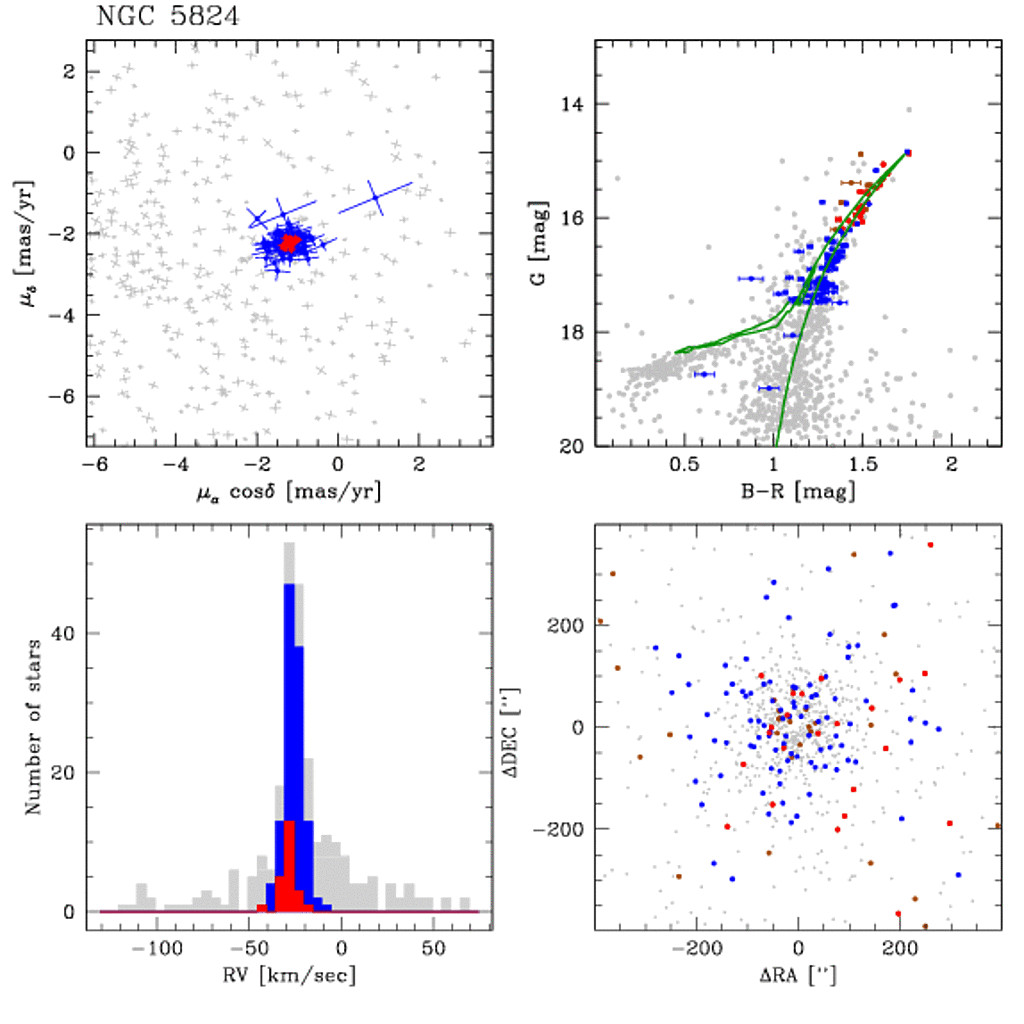 NGC 5824
2
0
−2
−4
−6
μδ [mas/yr]
−6 −4 −2 0 2
μα cosδ [mas/yr]
14
16
18
20
G [mag]
0.5 1 1.5 2
B−R [mag]
40
20
0
Number of stars
−100 −50 0 50
RV [km/sec]
200
0
−200
ΔDEC [’’]
−200 0 200
ΔRA [’’]